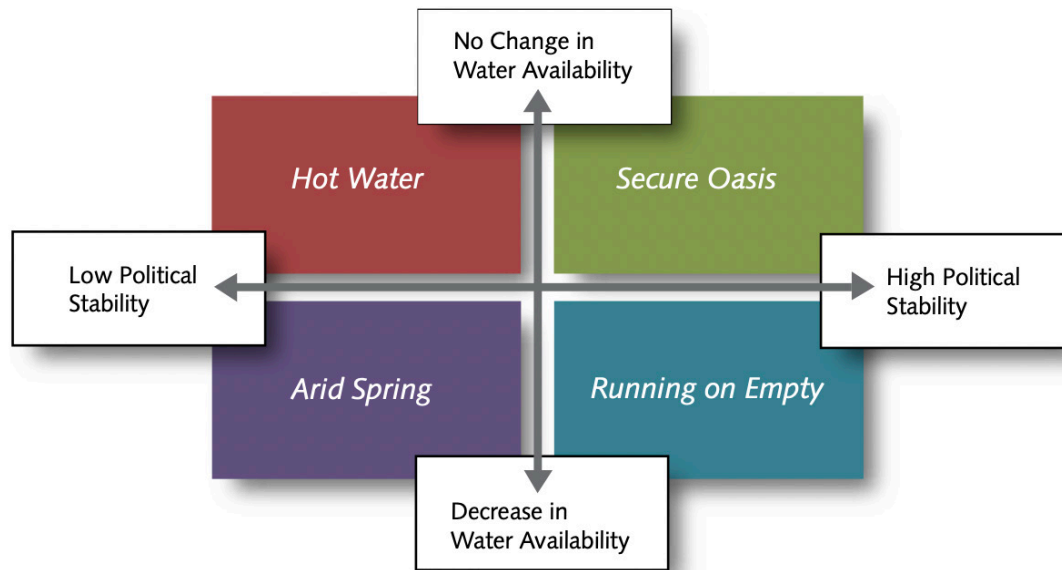 No Change in
Water Availability
Hot Water
Secure Oasis
Low Political
Stability
High Political
Stability
Arid Spring
Running on Empty
Decrease in
Water Availability